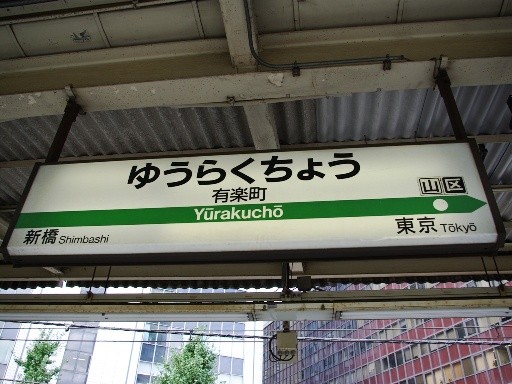 ゆうらくちょう
有楽町
山 区
Yūrakuchō
新橋 Shimbashi
東京 Tōkyō